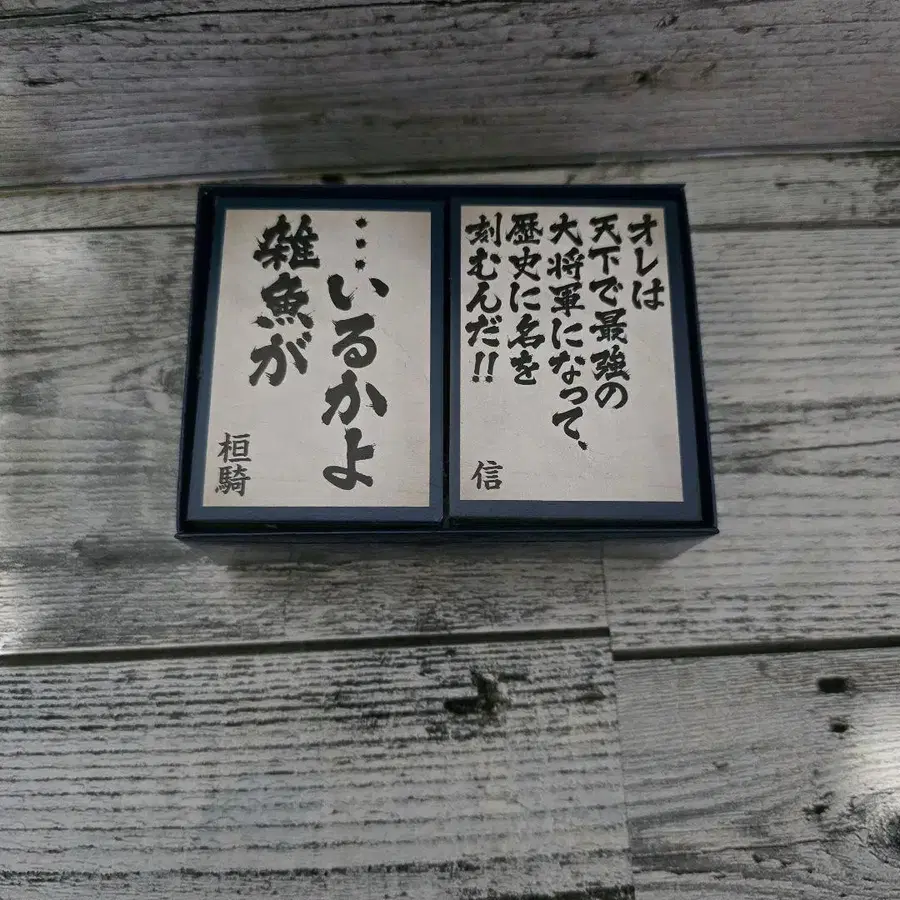 オレは
天下で最強の
大将軍になって、
歴史に名を
刻むんだ!!
信
…いるかよ
雑魚が
桓騎